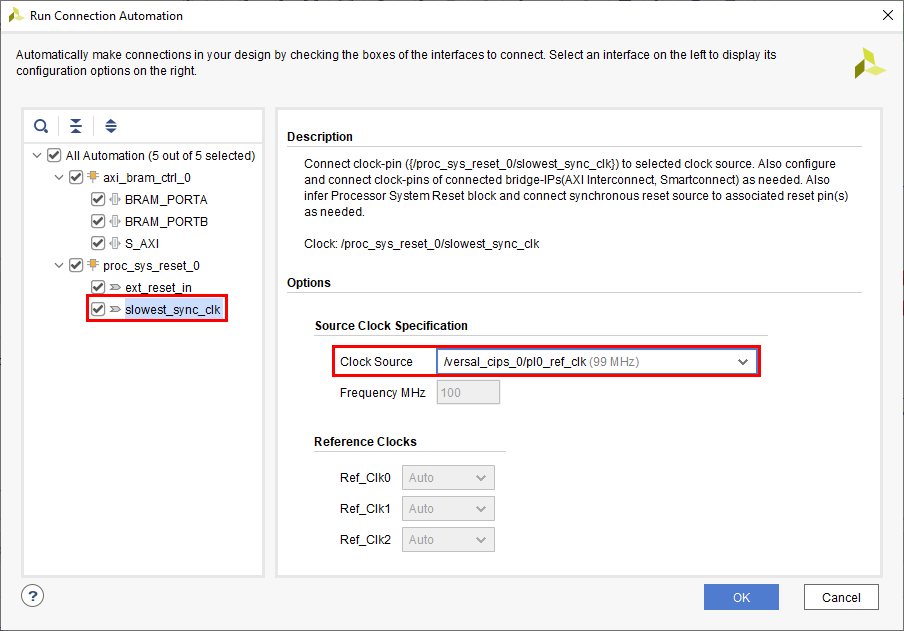 Run Connection Automation
Automatically make connections in your design by checking the boxes of the interfaces to connect. Select an interface on the left to display its
configuration options on the right.
All Automation (5 out of 5 selected)
axi_bram_ctrl_0
BRAM_PORTA
BRAM_PORTB
S_AXI
proc_sys_reset_0
ext_reset_in
slowest_sync_clk
Description
Connect clock-pin ({/proc_sys_reset_0/slowest_sync_clk}) to selected clock source. Also configure
and connect clock-pins of connected bridge-IPs(AXI Interconnect, Smartconnect) as needed. Also
infer Processor System Reset block and connect synchronous reset source to associated reset pin(s)
as needed.
Clock: /proc_sys_reset_0/slowest_sync_clk
Options
Source Clock Specification
Clock Source /versal_cips_0/pl0_ref_clk (99 MHz)
Frequency MHz 100
Reference Clocks
Ref_Clk0 Auto
Ref_Clk1 Auto
Ref_Clk2 Auto
? OK Cancel